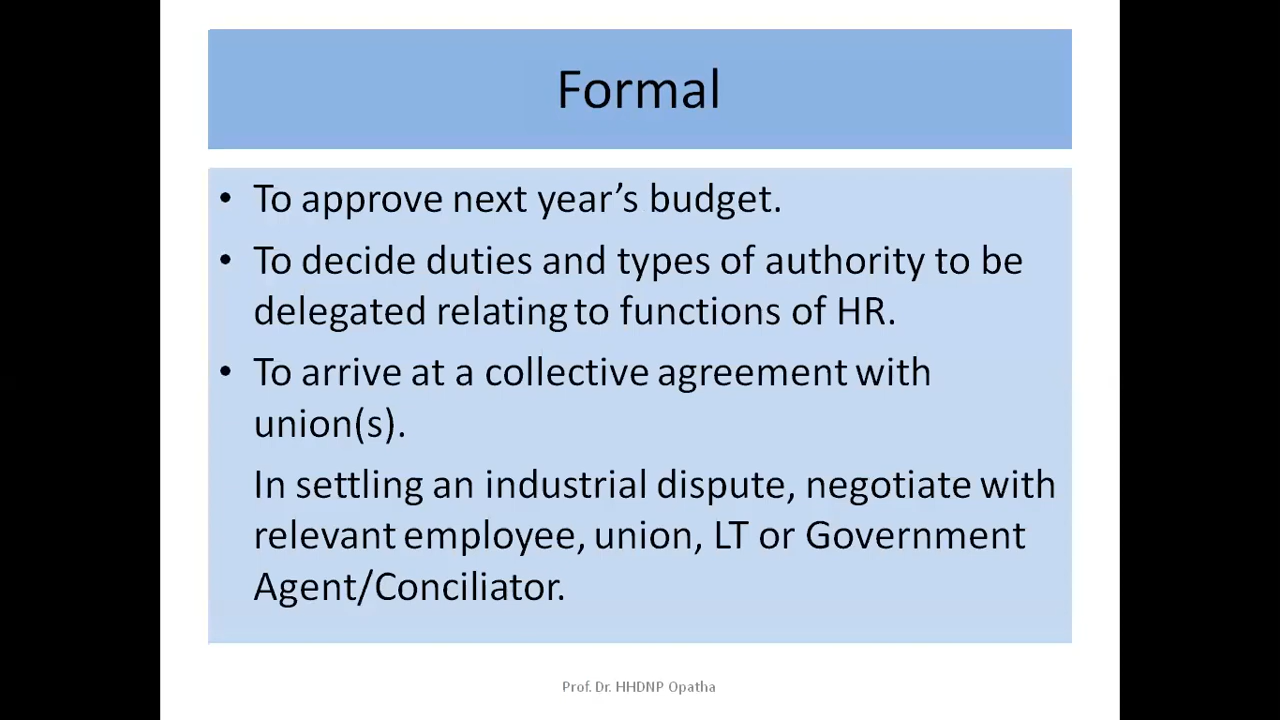 Formal
• To approve next year’s budget.
• To decide duties and types of authority to be
delegated relating to functions of HR.
• To arrive at a collective agreement with
union(s).
In settling an industrial dispute, negotiate with
relevant employee, union, LT or Government
Agent/Conciliator.
Prof. Dr. HHDNP Opatha